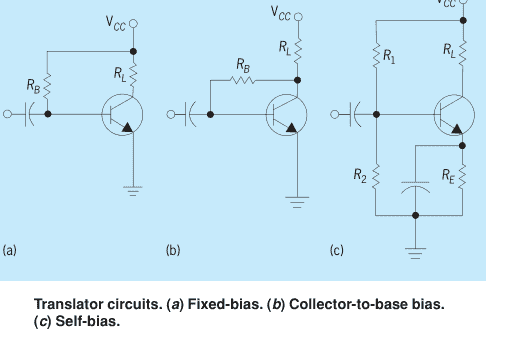 VCC
VCC
VCC
RL
R1
RL
RB
RL
RB
R2
RE
(a)
(b)
(c)
Translator circuits. (a) Fixed-bias. (b) Collector-to-base bias.
(c) Self-bias.